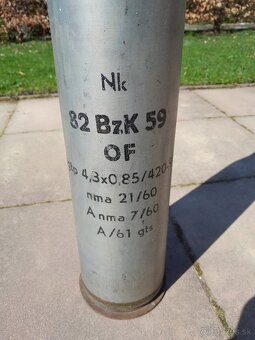 Nk
82 BzK 59
OF
4,3x0,85/420-
nma 21/60
A nma 7/60
A/61 gts